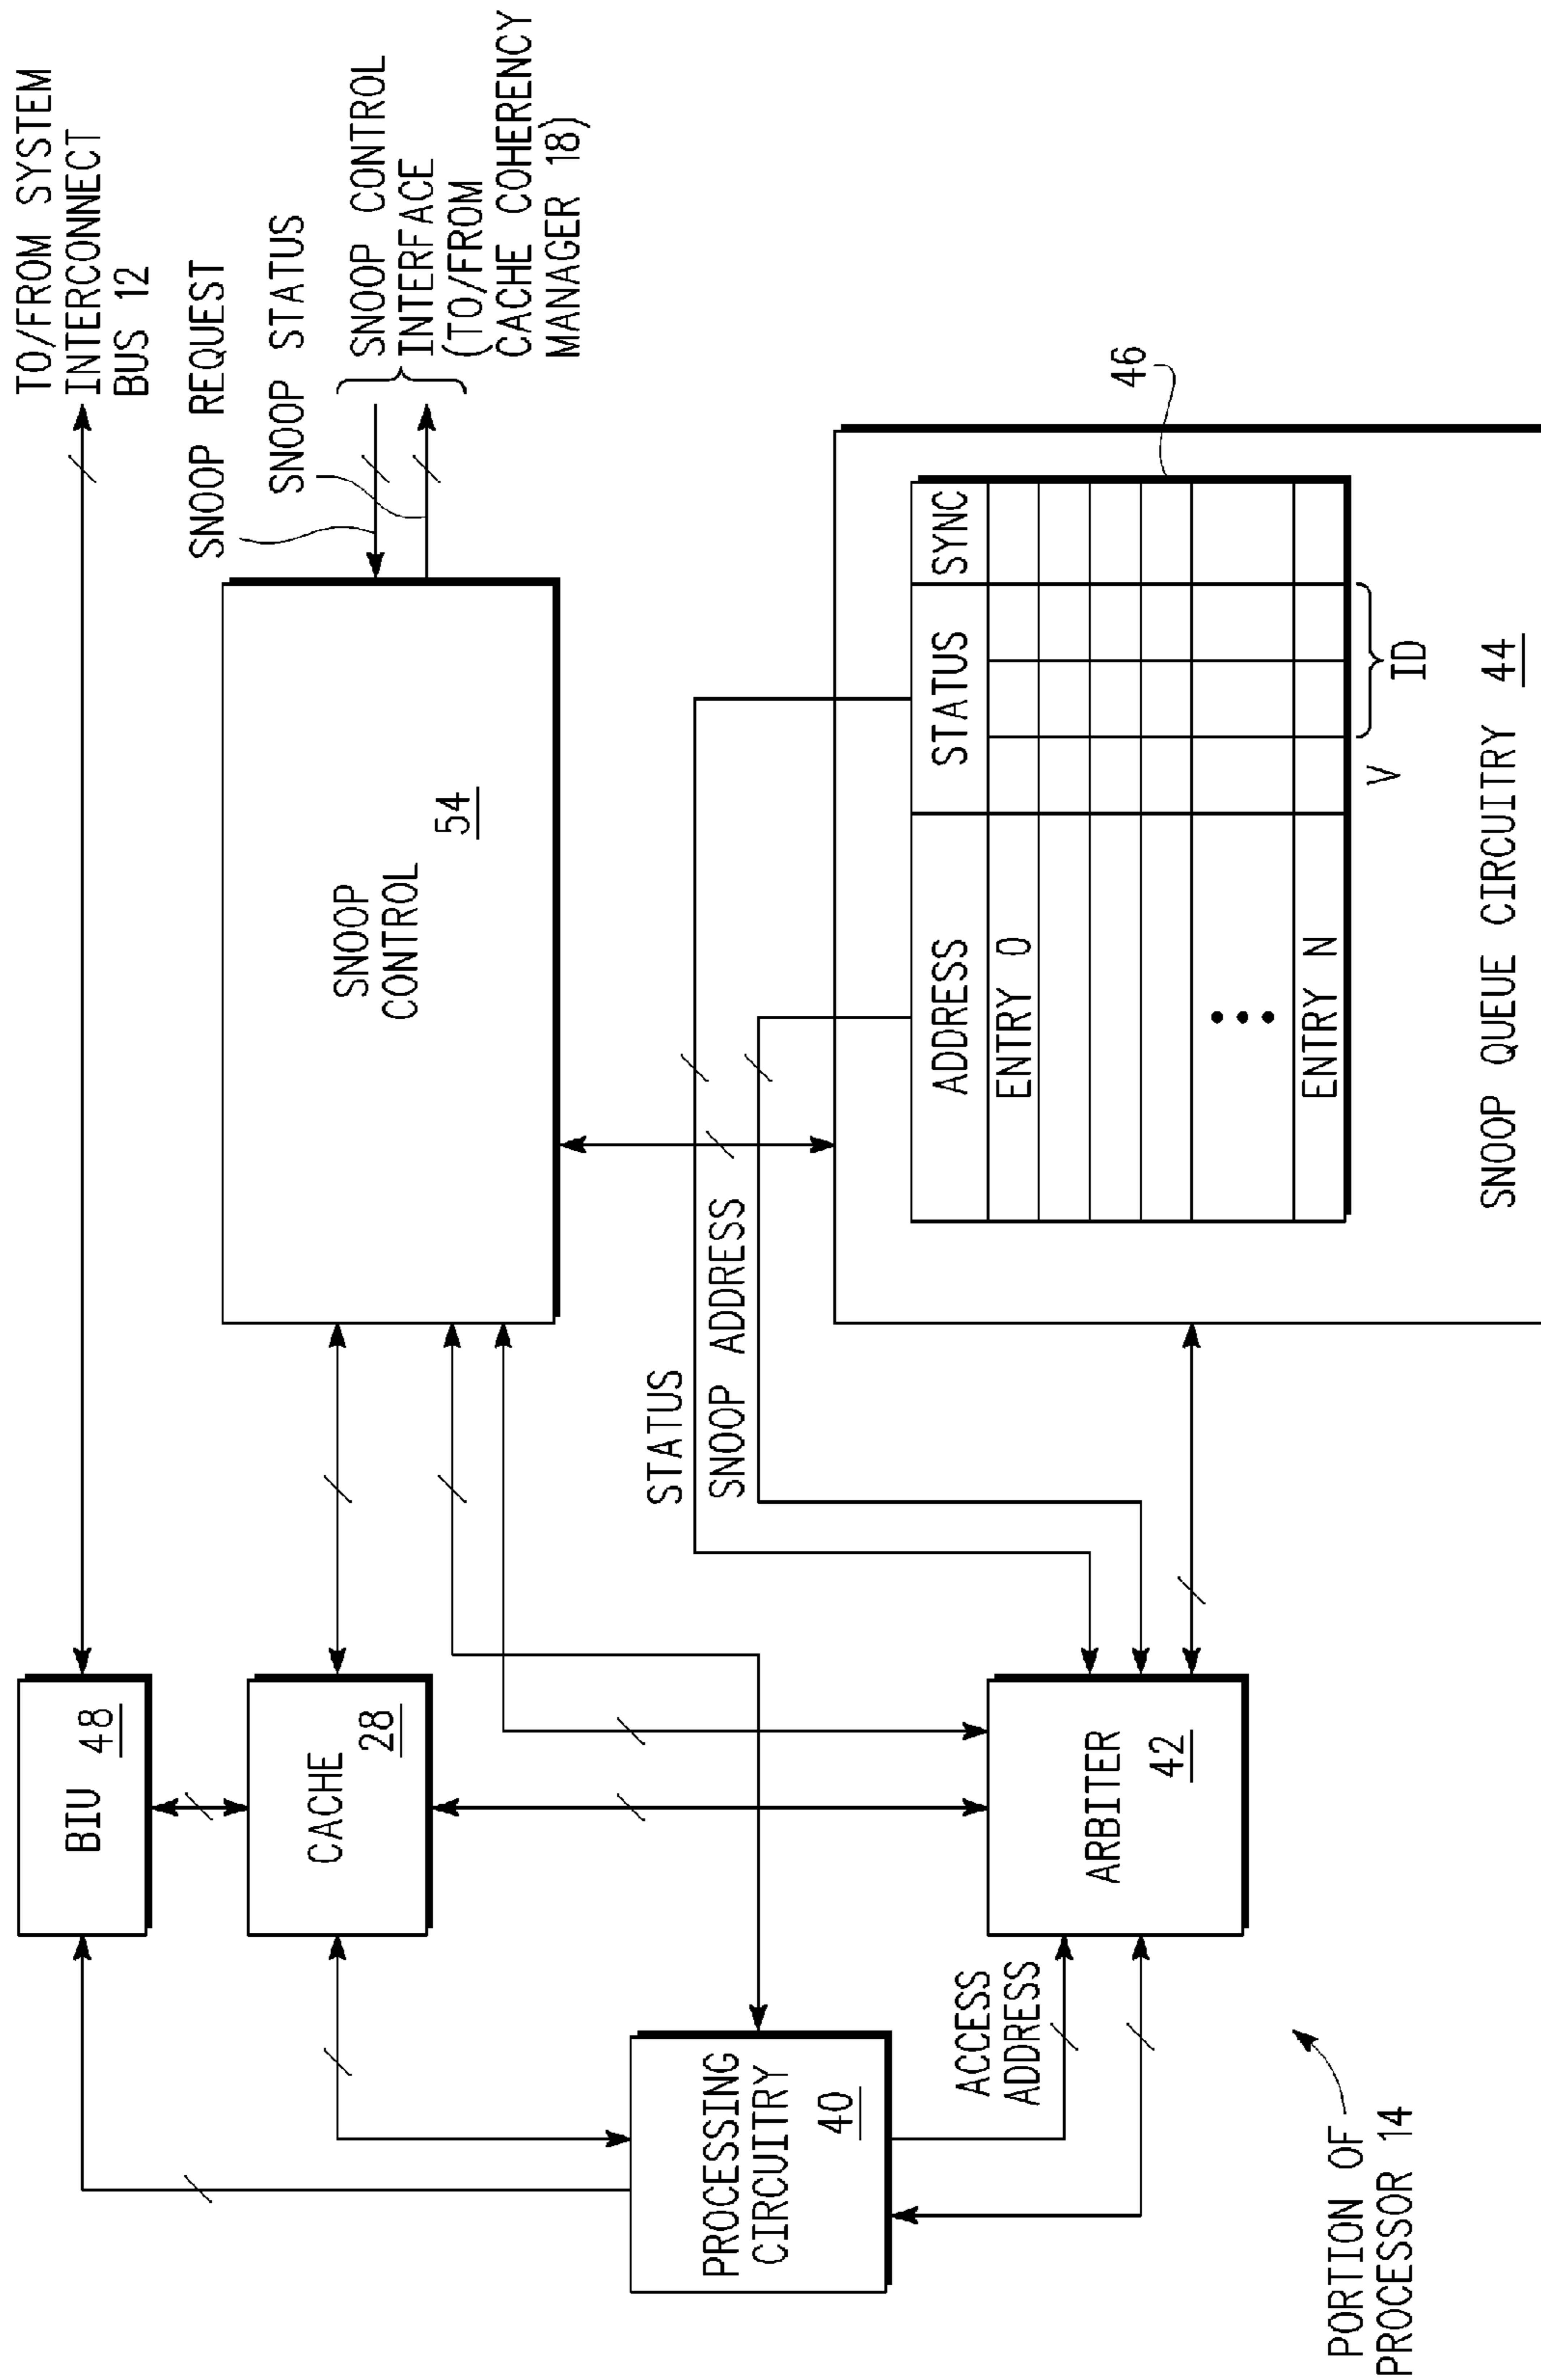 TO/FROM SYSTEM
INTERCONNECT
BUS 12
SNOOP REQUEST
SNOOP STATUS
SNOOP CONTROL
INTERFACE
(TO/FROM
CACHE COHERENCY
MANAGER 18)
BIU 48
CACHE
28
SNOOP
CONTROL
54
PROCESSING
CIRCUITRY
40
STATUS
SNOOP ADDRESS
ACCESS
ADDRESS
ARBITER
42
46
ADDRESS STATUS SYNC
ENTRY 0
ENTRY N
V
ID
SNOOP QUEUE CIRCUITRY 44
PORTION OF
PROCESSOR 14